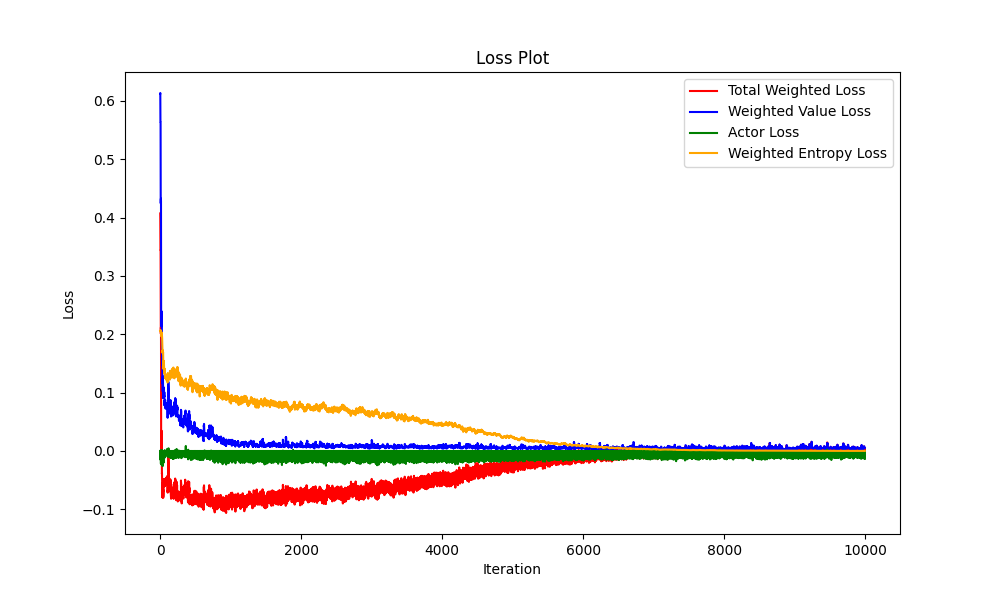 Loss Plot
Total Weighted Loss
Weighted Value Loss
Actor Loss
Weighted Entropy Loss
Loss
0.6
0.5
0.4
0.3
0.2
0.1
0.0
−0.1
0 2000 4000 6000 8000 10000
Iteration